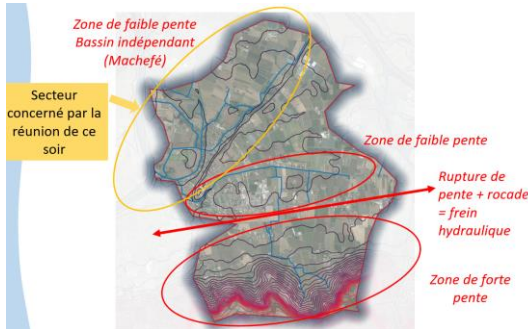 Zone de faible pente
Bassin indépendant
(Machefé)
Secteur
concerné par la
réunion de ce
soir
Zone de faible pente
Rupture de
pente + rocade
= frein
hydraulique
Zone de forte
pente